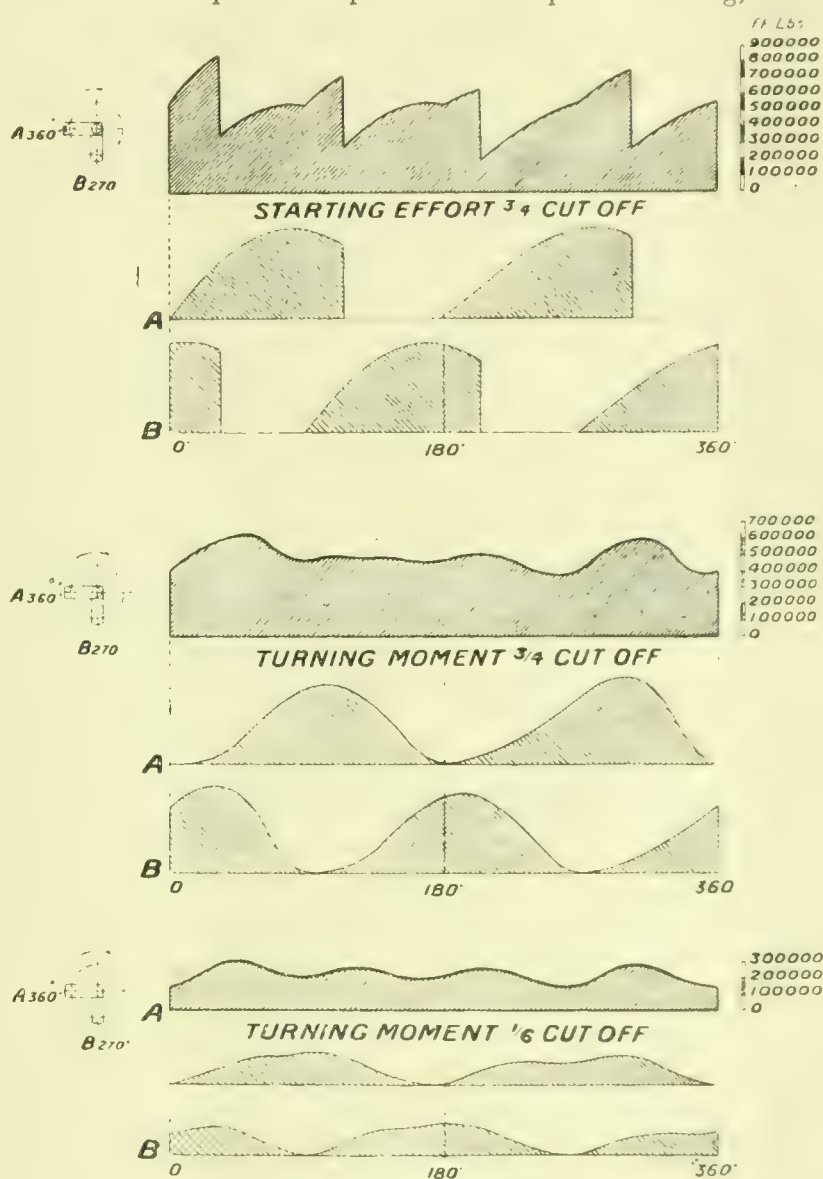 Ft Lbs
900000
800000
700000
600000
500000
400000
300000
200000
100000
0
A 360°
B 270
STARTING EFFORT 3/4 CUT OFF
A
B
0° 180° 360°
700000
600000
500000
400000
300000
200000
100000
0
A 360°
B 270
TURNING MOMENT 3/4 CUT OFF
A
B
0 180° 360
300000
200000
100000
0
A 360°
A
B 270°
TURNING MOMENT 1/6 CUT OFF
B
0 180° 360°